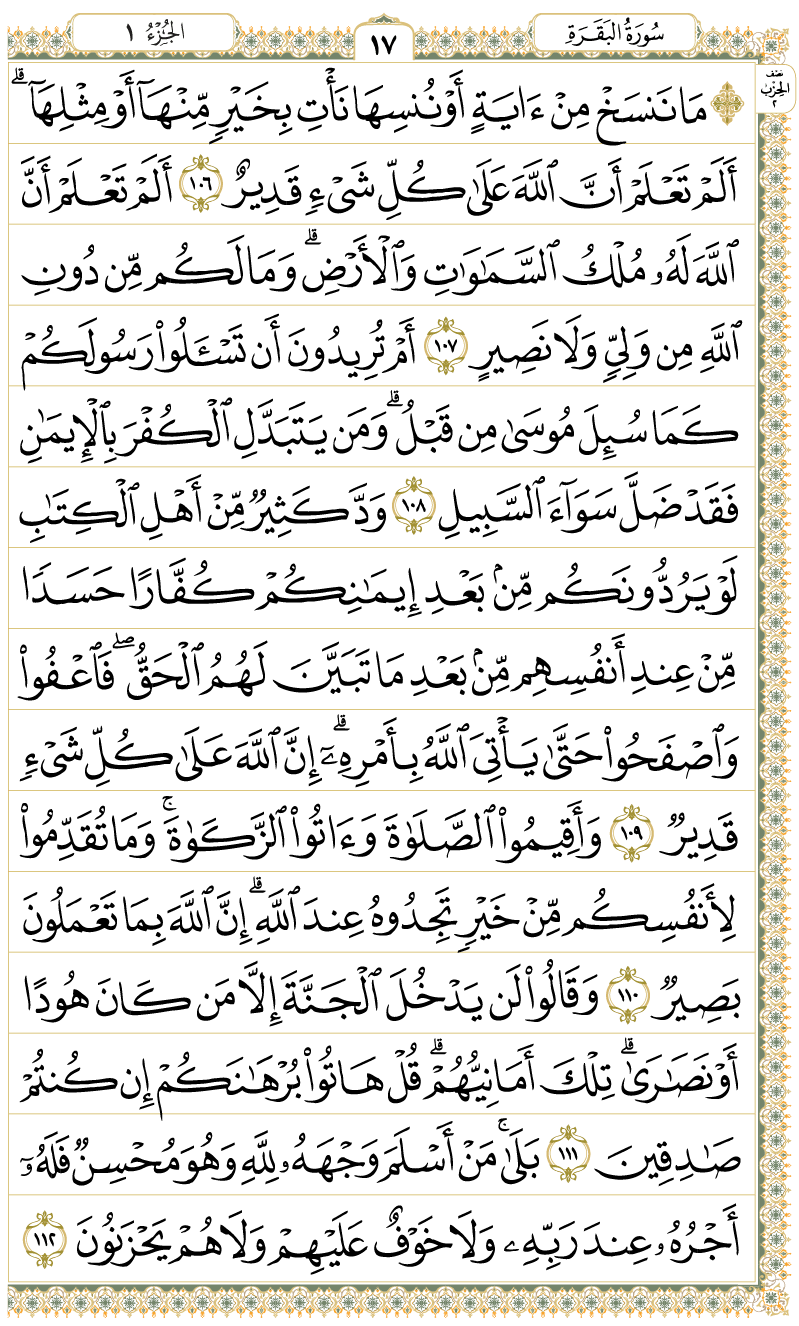 سُورَةُ البَقَرَةِ
١٧
الجُزْءُ ١
نصف
الحِزْب
٢
۞ مَا نَنسَخْ مِنْ ءَايَةٍ أَوْ نُنسِهَا نَأْتِ بِخَيْرٍ مِّنْهَآ أَوْ مِثْلِهَآ ۗ
أَلَمْ تَعْلَمْ أَنَّ ٱللَّهَ عَلَىٰ كُلِّ شَىْءٍ قَدِيرٌ ١٠٦ أَلَمْ تَعْلَمْ أَنَّ
ٱللَّهَ لَهُۥ مُلْكُ ٱلسَّمَـٰوَٰتِ وَٱلْأَرْضِ ۗ وَمَا لَكُم مِّن دُونِ
ٱللَّهِ مِن وَلِىٍّ وَلَا نَصِيرٍ ١٠٧ أَمْ تُرِيدُونَ أَن تَسْـَٔلُوا۟ رَسُولَكُمْ
كَمَا سُئِلَ مُوسَىٰ مِن قَبْلُ ۗ وَمَن يَتَبَدَّلِ ٱلْكُفْرَ بِٱلْإِيمَـٰنِ
فَقَدْ ضَلَّ سَوَآءَ ٱلسَّبِيلِ ١٠٨ وَدَّ كَثِيرٌ مِّنْ أَهْلِ ٱلْكِتَـٰبِ
لَوْ يَرُدُّونَكُم مِّنۢ بَعْدِ إِيمَـٰنِكُمْ كُفَّارًا حَسَدًا
مِّنْ عِندِ أَنفُسِهِم مِّنۢ بَعْدِ مَا تَبَيَّنَ لَهُمُ ٱلْحَقُّ ۖ فَٱعْفُوا۟
وَٱصْفَحُوا۟ حَتَّىٰ يَأْتِىَ ٱللَّهُ بِأَمْرِهِۦٓ ۗ إِنَّ ٱللَّهَ عَلَىٰ كُلِّ شَىْءٍ
قَدِيرٌ ١٠٩ وَأَقِيمُوا۟ ٱلصَّلَوٰةَ وَءَاتُوا۟ ٱلزَّكَوٰةَ ۚ وَمَا تُقَدِّمُوا۟
لِأَنفُسِكُم مِّنْ خَيْرٍ تَجِدُوهُ عِندَ ٱللَّهِ ۗ إِنَّ ٱللَّهَ بِمَا تَعْمَلُونَ
بَصِيرٌ ١١٠ وَقَالُوا۟ لَن يَدْخُلَ ٱلْجَنَّةَ إِلَّا مَن كَانَ هُودًا
أَوْ نَصَـٰرَىٰ ۗ تِلْكَ أَمَانِيُّهُمْ ۗ قُلْ هَاتُوا۟ بُرْهَـٰنَكُمْ إِن كُنتُمْ
صَـٰدِقِينَ ١١١ بَلَىٰ ۚ مَنْ أَسْلَمَ وَجْهَهُۥ لِلَّهِ وَهُوَ مُحْسِنٌ فَلَهُۥٓ
أَجْرُهُۥ عِندَ رَبِّهِۦ وَلَا خَوْفٌ عَلَيْهِمْ وَلَا هُمْ يَحْزَنُونَ ١١٢